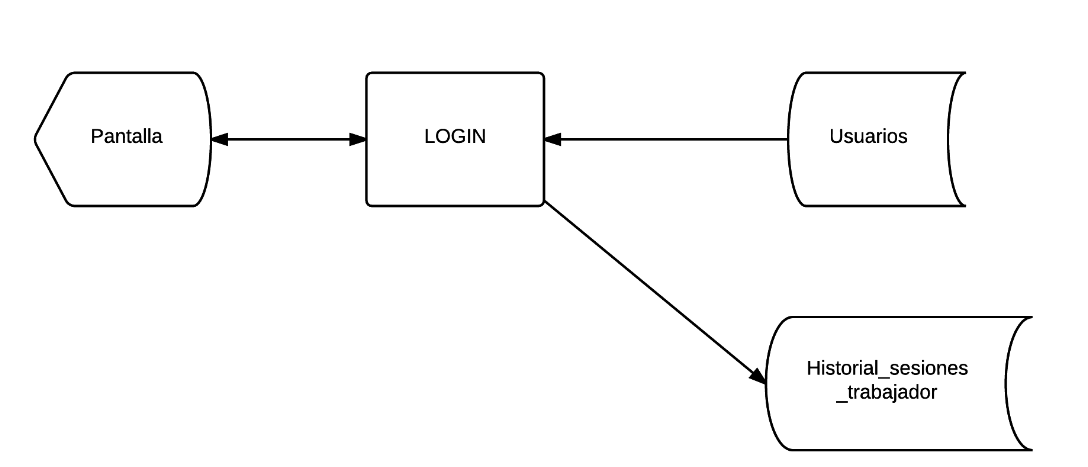 Pantalla
LOGIN
Usuarios
Historial_sesiones
_trabajador